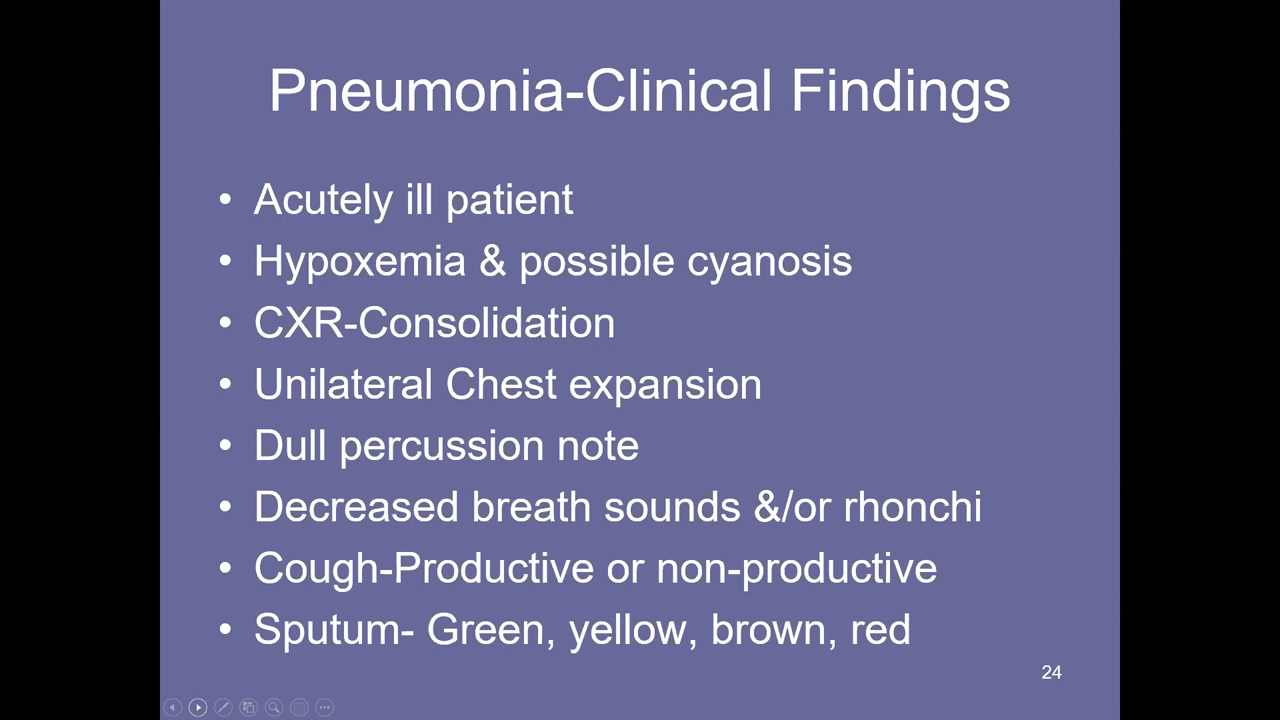 Pneumonia-Clinical Findings
• Acutely ill patient
• Hypoxemia & possible cyanosis
• CXR-Consolidation
• Unilateral Chest expansion
• Dull percussion note
• Decreased breath sounds &/or rhonchi
• Cough-Productive or non-productive
• Sputum- Green, yellow, brown, red
24